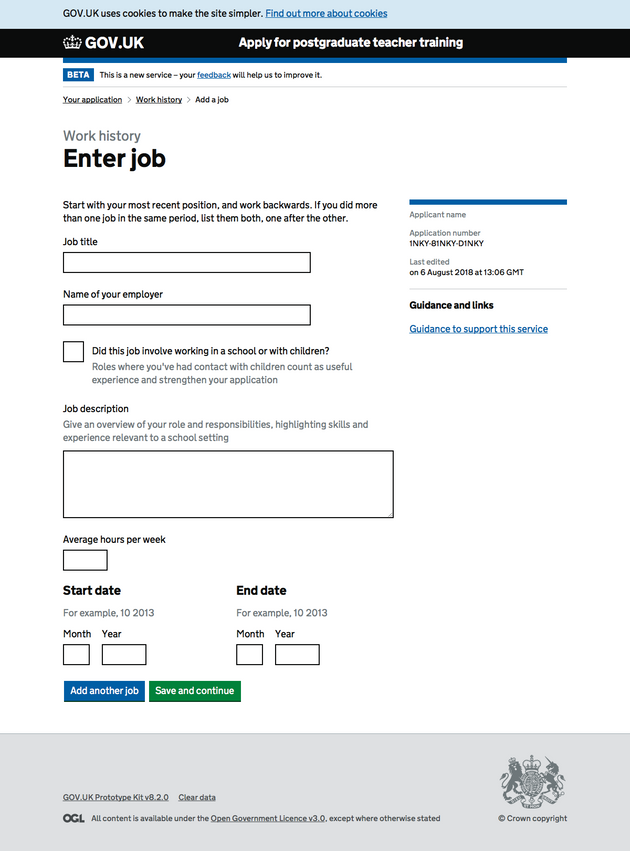 GOV.UK uses cookies to make the site simpler. Find out more about cookies
GOV.UK
Apply for postgraduate teacher training
BETA This is a new service – your feedback will help us to improve it.
Your application > Work history > Add a job
Work history
Enter job
Start with your most recent position, and work backwards. If you did more
than one job in the same period, list them both, one after the other.
Job title
Name of your employer
Did this job involve working in a school or with children?
Roles where you've had contact with children count as useful
experience and strengthen your application
Job description
Give an overview of your role and responsibilities, highlighting skills and
experience relevant to a school setting
Average hours per week
Start date
For example, 10 2013
Month Year
End date
For example, 10 2013
Month Year
Add another job
Save and continue
Applicant name
Application number
1NKY-81NKY-D1NKY
Last edited
on 6 August 2018 at 13:06 GMT
Guidance and links
Guidance to support this service
GOV.UK Prototype Kit v8.2.0 Clear data
OGL All content is available under the Open Government Licence v3.0, except where otherwise stated
© Crown copyright